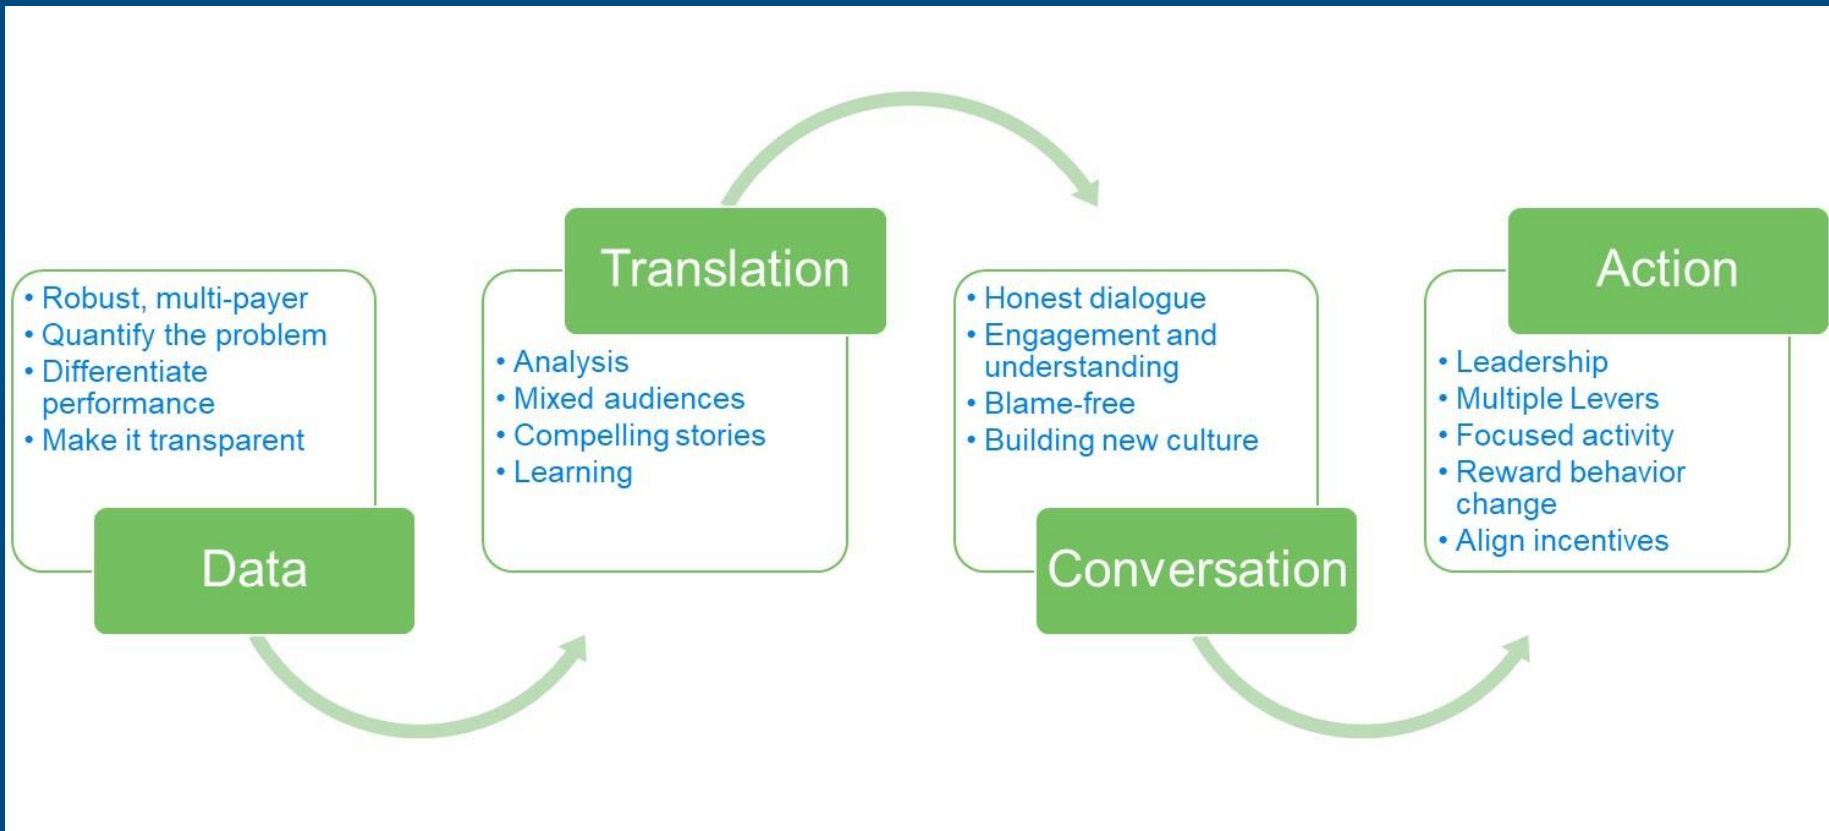 • Robust, multi-payer
• Quantify the problem
• Differentiate
performance
• Make it transparent
Data
Translation
• Analysis
• Mixed audiences
• Compelling stories
• Learning
• Honest dialogue
• Engagement and
understanding
• Blame-free
• Building new culture
Conversation
Action
• Leadership
• Multiple Levers
• Focused activity
• Reward behavior
change
• Align incentives